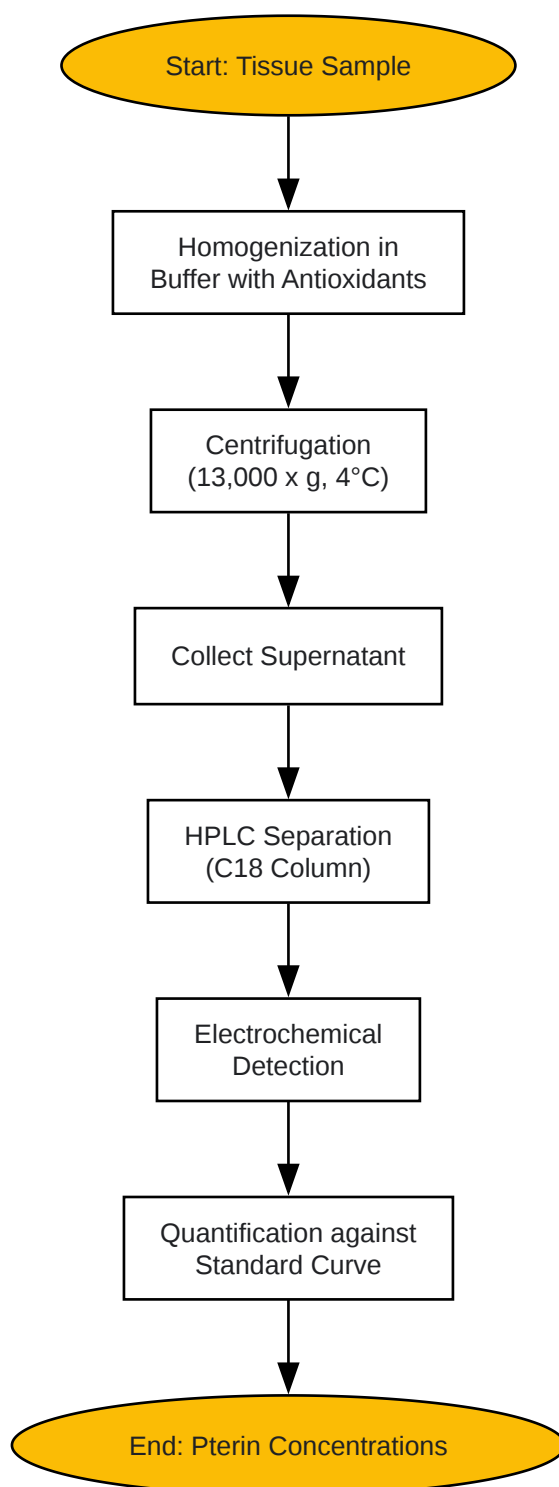 Start: Tissue Sample
Homogenization in
Buffer with Antioxidants
Centrifugation
(13,000 x g, 4°C)
Collect Supernatant
HPLC Separation
(C18 Column)
Electrochemical
Detection
Quantification against
Standard Curve
End: Pterin Concentrations